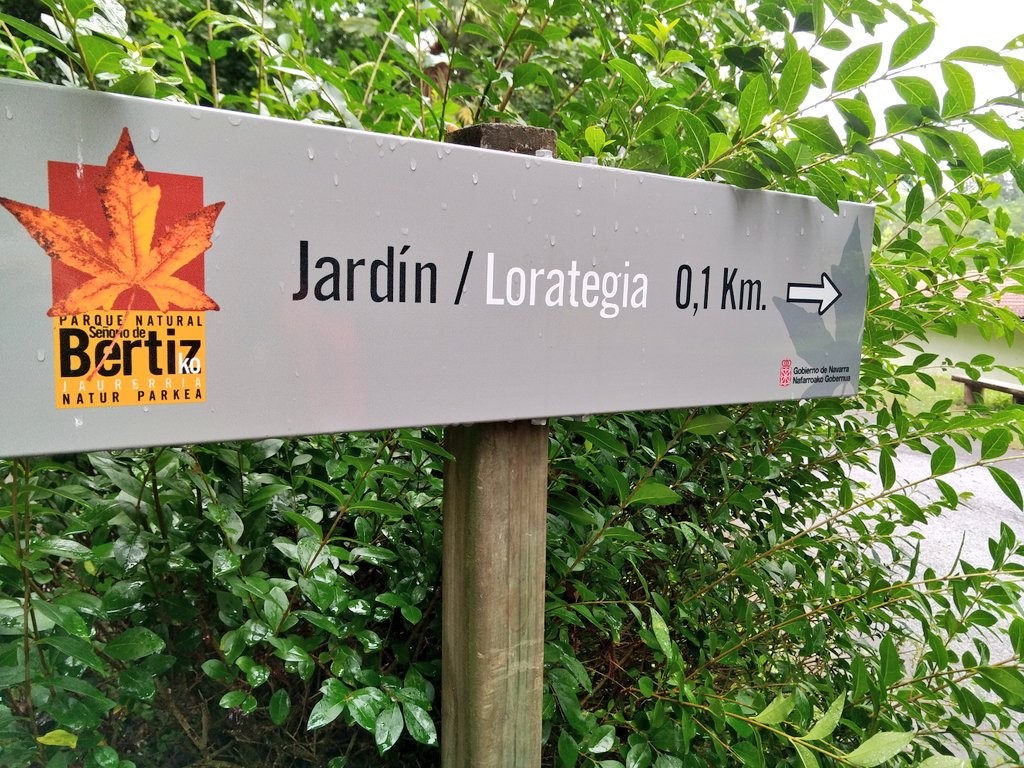 PARQUE NATURAL
Señorío de
Bertiz ko
JAURERRIA
NATUR PARKEA
Jardín / Lorategia 0,1 Km.
Gobierno de Navarra
Nafarroako Gobernua